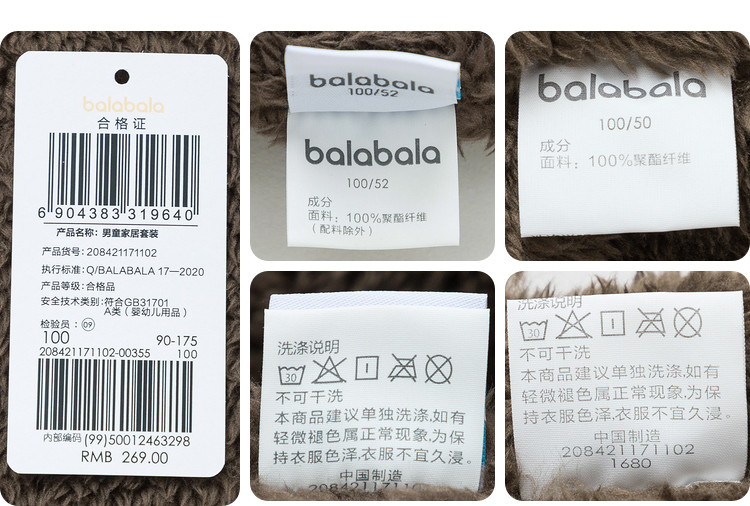 balabala
合格证
6 904383 319640
产品名称: 男童家居套装
产品货号: 208421171102
执行标准: Q/BALABALA 17—2020
产品等级: 合格品
安全技术类别: 符合GB31701
A类（婴幼儿用品）
检验员: 09
100 90-175
208421171102-00355 100
内部编码 (99)50012463298
RMB 269.00
balabala
100/52
balabala
100/52
成分
面料: 100%聚酯纤维
(配料除外)
balabala
100/50
成分
面料: 100%聚酯纤维
洗涤说明
30
不可干洗
本商品建议单独洗涤,如有
轻微褪色属正常现象,为保
持衣服色泽,衣服不宜久浸。
中国制造
洗涤说明
30
不可干洗
本商品建议单独洗涤,如有
轻微褪色属正常现象,为保
持衣服色泽,衣服不宜久浸。
中国制造
208421171102
1680